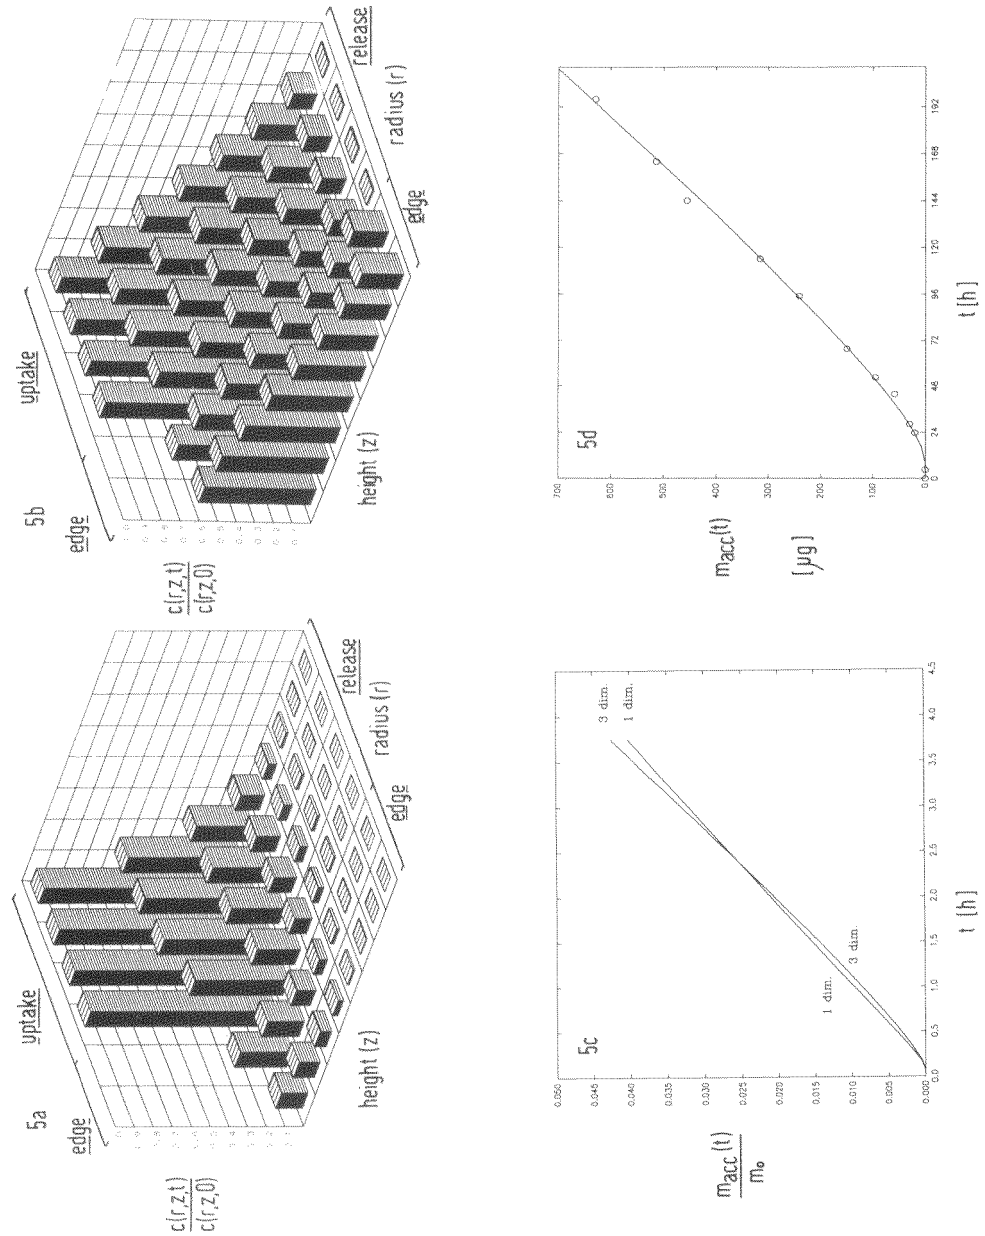 5a
uptake
edge
c(r,z,t)
c(r,z,0)
height (z)
edge
radius (r)
release
5b
uptake
edge
c(r,z,t)
c(r,z,0)
height (z)
edge
radius (r)
release
5c
0.050
0.045
0.040
0.035
0.030
0.025
0.020
0.015
0.010
0.005
0.000
macc(t)
mo
3 dim.
1 dim.
1 dim.
3 dim.
0.0 0.5 1.0 1.5 2.0 2.5 3.0 3.5 4.0 4.5
t [h]
5d
700
600
500
400
300
200
100
macc(t)
[µg]
0 24 72 96 120 144 168 192
t [h]